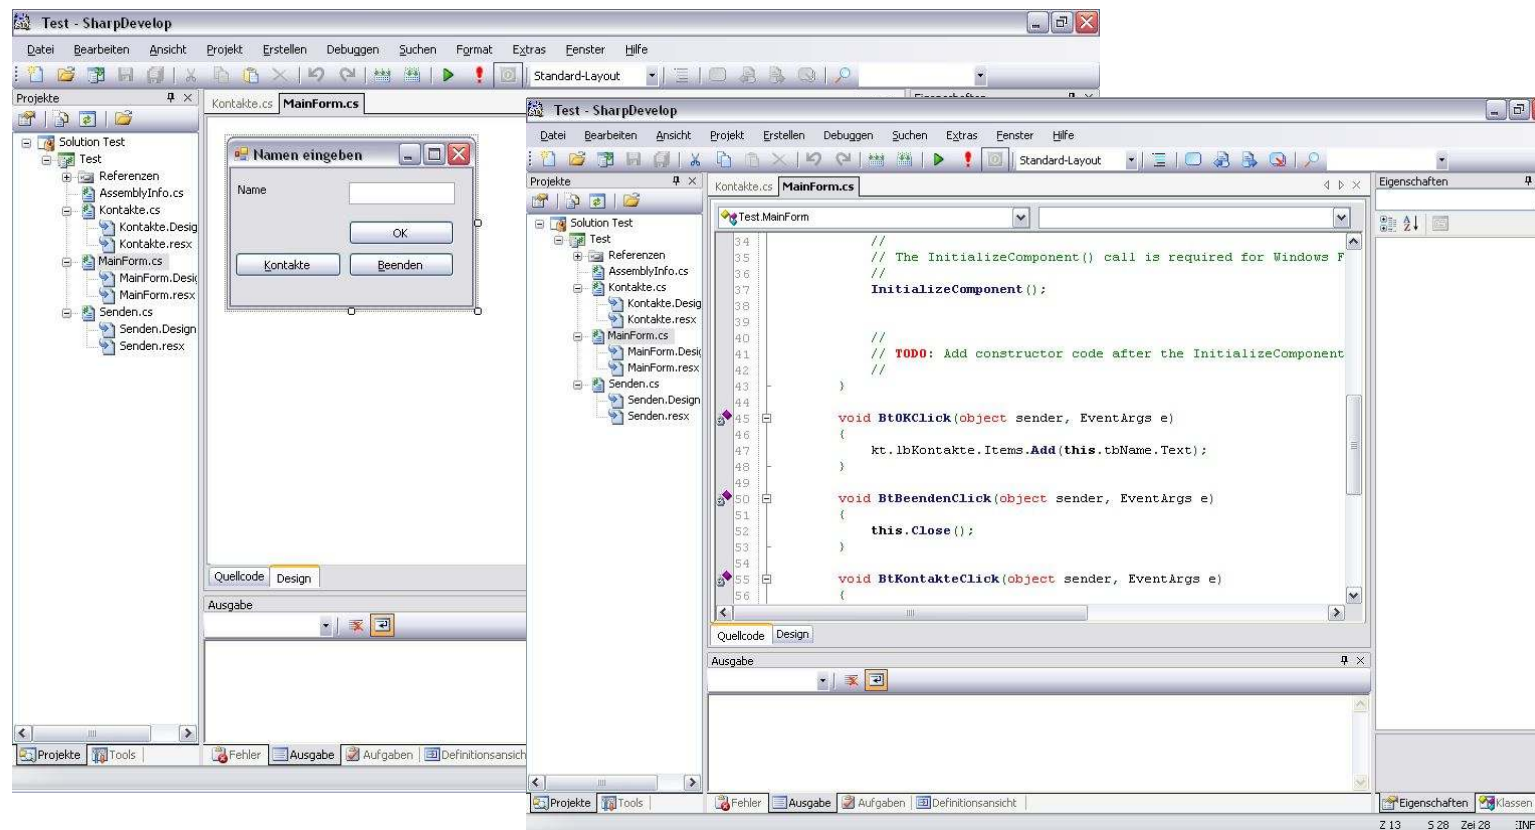 Test - SharpDevelop
Datei Bearbeiten Ansicht Projekt Erstellen Debuggen Suchen Format Extras Fenster Hilfe
Standard-Layout
Projekte
Kontakte.cs MainForm.cs
Solution Test
Test
Referenzen
AssemblyInfo.cs
Kontakte.cs
Kontakte.Desig
Kontakte.resx
MainForm.cs
MainForm.Desig
MainForm.resx
Senden.cs
Senden.Design
Senden.resx
Namen eingeben
Name
OK
Kontakte Beenden
Quellcode Design
Ausgabe
Projekte Tools
Fehler Ausgabe Aufgaben Definitionsansich
Test - SharpDevelop
Datei Bearbeiten Ansicht Projekt Erstellen Debuggen Suchen Extras Fenster Hilfe
Standard-Layout
Projekte
Kontakte.cs MainForm.cs
Eigenschaften
Solution Test
Test
Referenzen
AssemblyInfo.cs
Kontakte.cs
Kontakte.Desig
Kontakte.resx
MainForm.cs
MainForm.Desig
MainForm.resx
Senden.cs
Senden.Design
Senden.resx
Test.MainForm
34 //
35 // The InitializeComponent() call is required for Windows F
36 //
37 InitializeComponent();
38
39
40 //
41 // TODO: Add constructor code after the InitializeComponent
42 //
43 }
44
45 void BtOKClick(object sender, EventArgs e)
46 {
47 kt.lbKontakte.Items.Add(this.tbName.Text);
48 }
49
50 void BtBeendenClick(object sender, EventArgs e)
51 {
52 this.Close();
53 }
54
55 void BtKontakteClick(object sender, EventArgs e)
56 {
Quellcode Design
Ausgabe
Projekte Tools
Fehler Ausgabe Aufgaben Definitionsansicht
Eigenschaften Klassen
Z 13 S 28 Zei 28 EINF